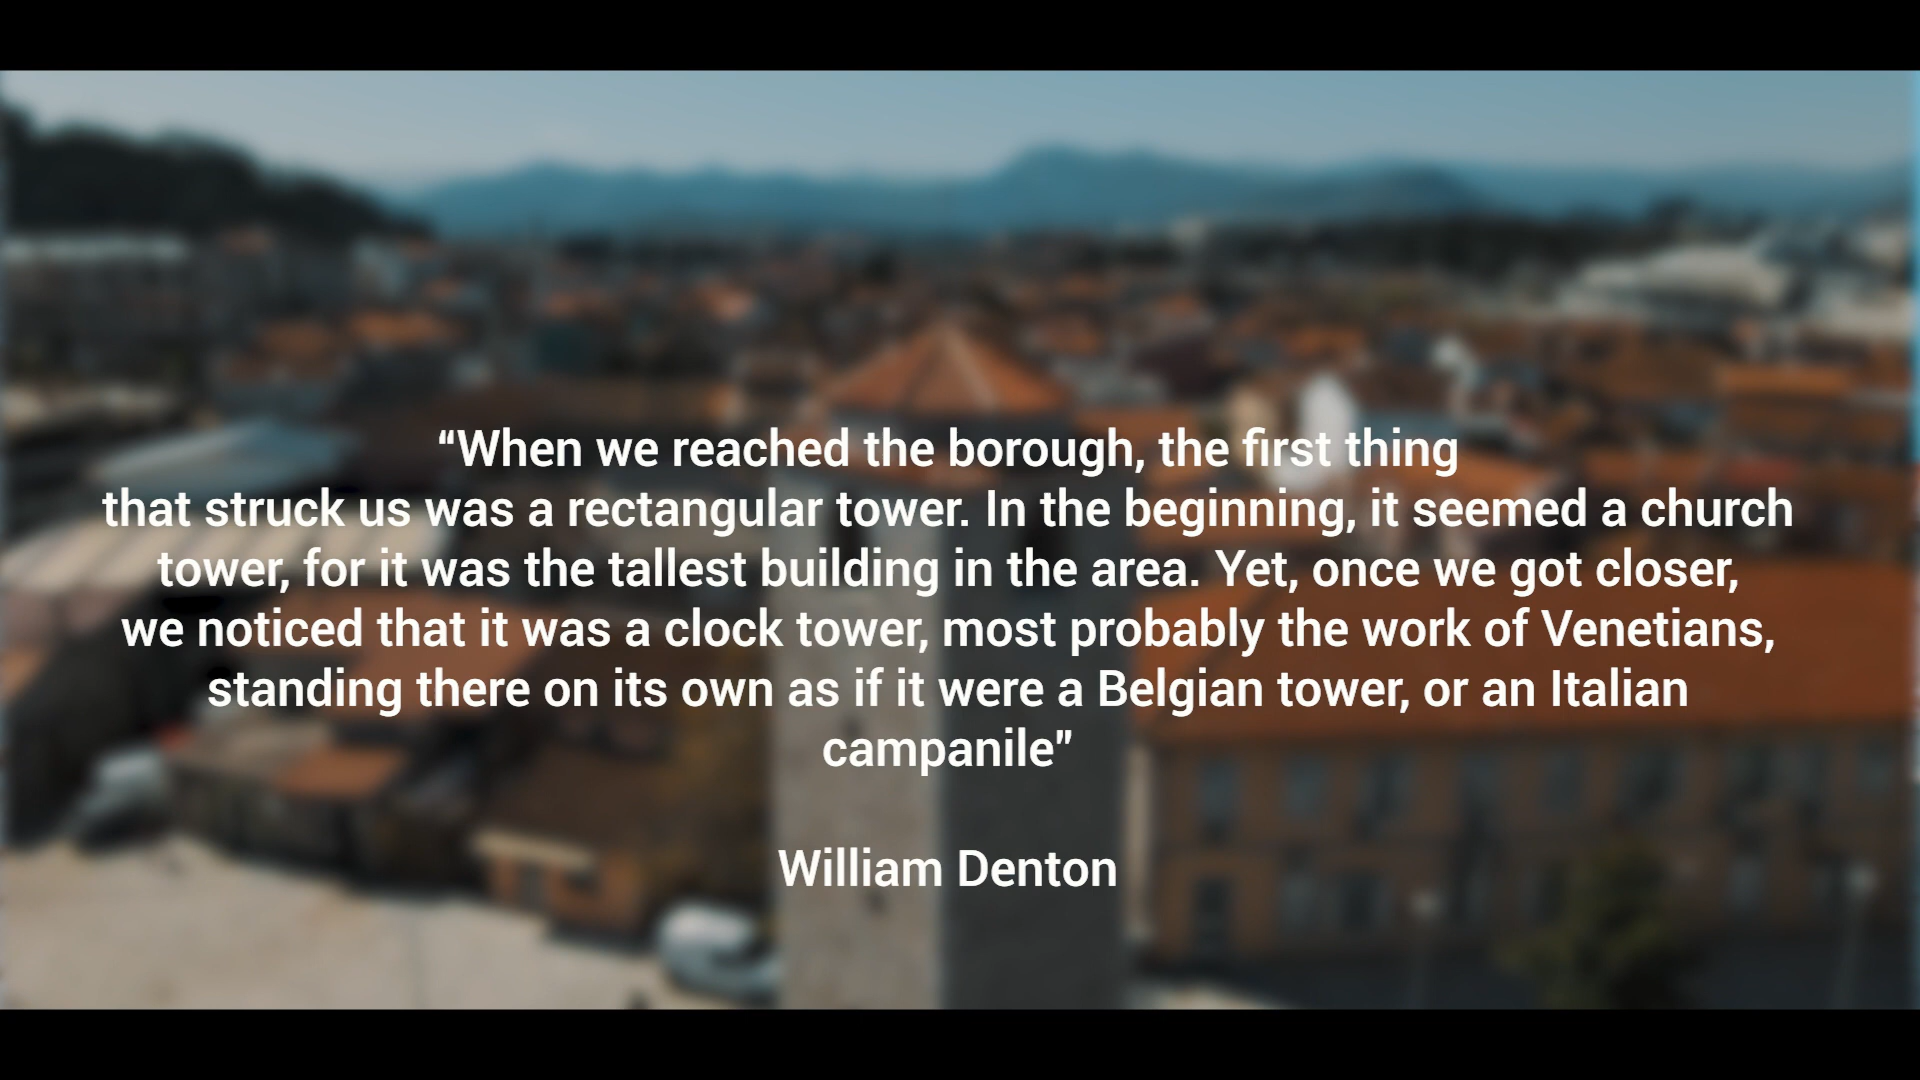 “When we reached the borough, the first thing
that struck us was a rectangular tower. In the beginning, it seemed a church
tower, for it was the tallest building in the area. Yet, once we got closer,
we noticed that it was a clock tower, most probably the work of Venetians,
standing there on its own as if it were a Belgian tower, or an Italian
campanile"
William Denton